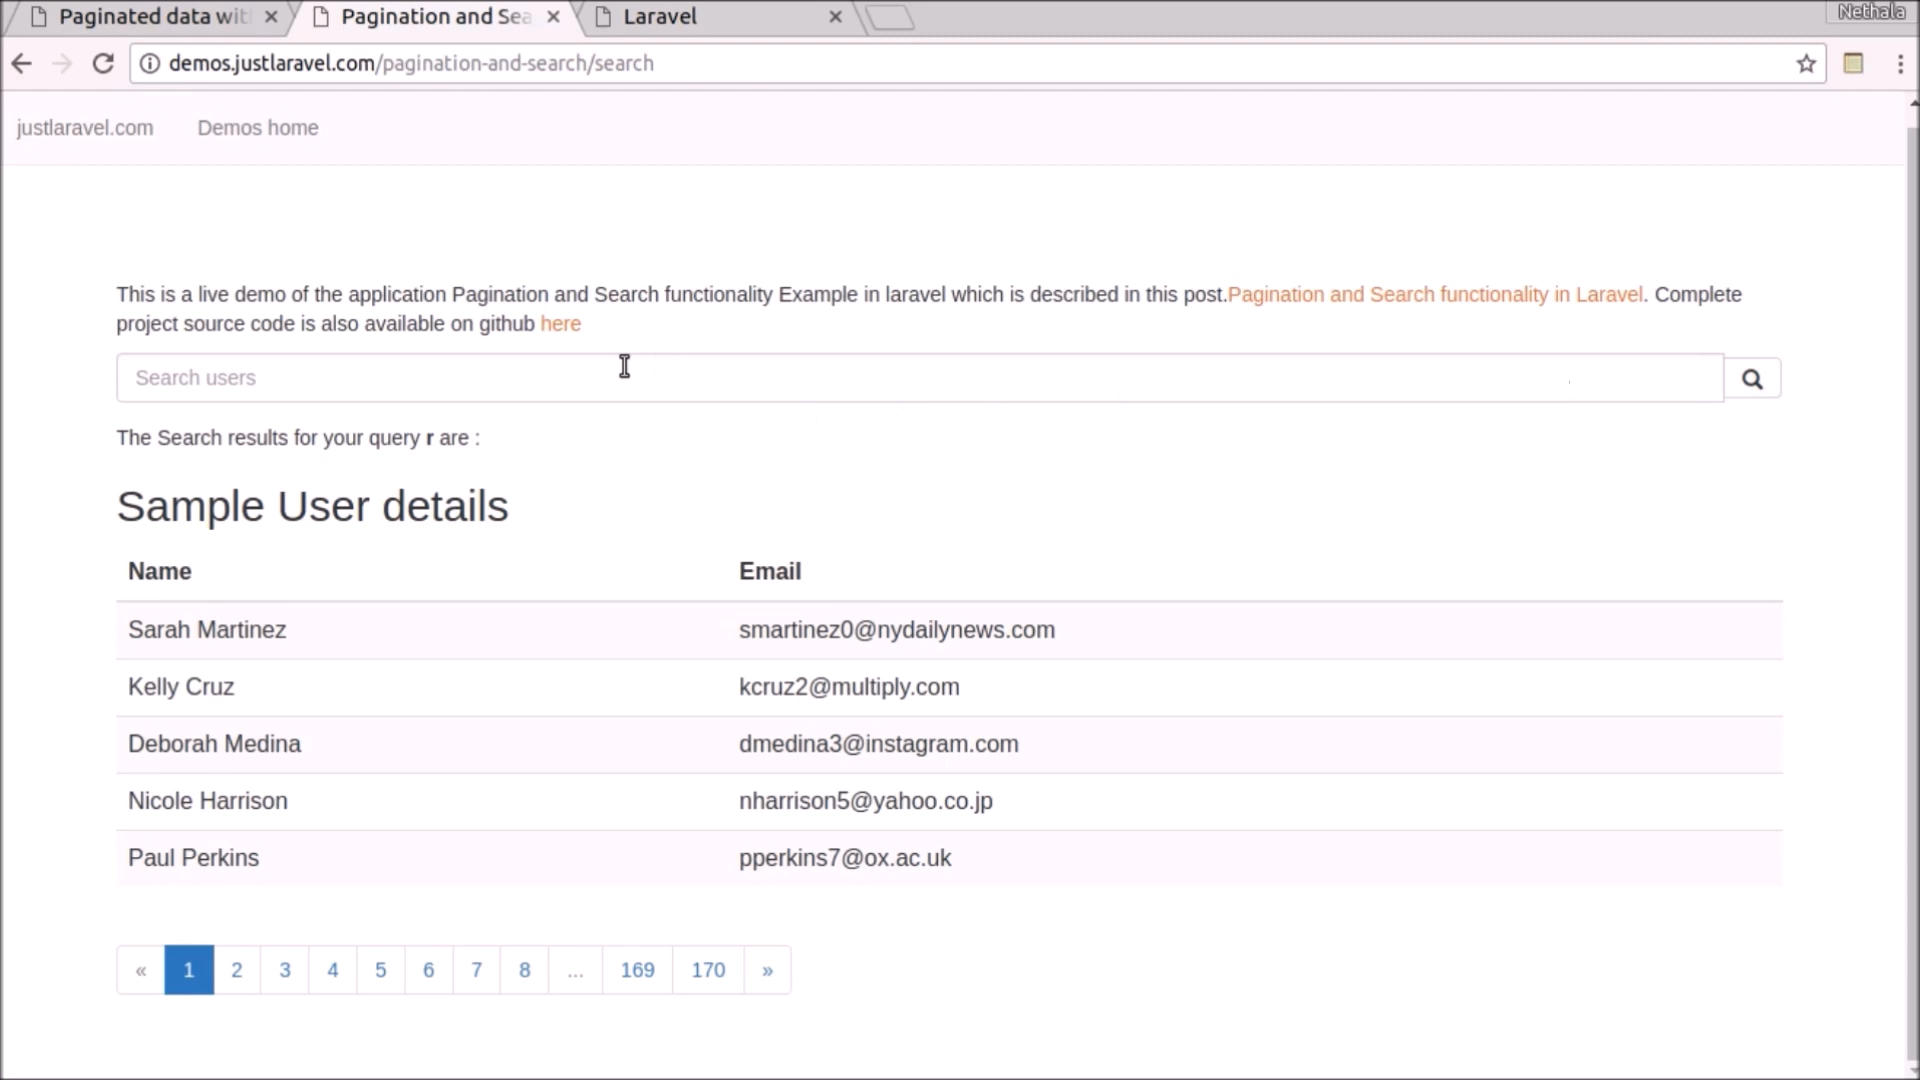 Paginated data wit
Pagination and Sea
Laravel
Nethala
demos.justlaravel.com/pagination-and-search/search
justlaravel.com Demos home
This is a live demo of the application Pagination and Search functionality Example in laravel which is described in this post.Pagination and Search functionality in Laravel. Complete
project source code is also available on github here
Search users
The Search results for your query r are :
Sample User details
Name Email
Sarah Martinez smartinez0@nydailynews.com
Kelly Cruz kcruz2@multiply.com
Deborah Medina dmedina3@instagram.com
Nicole Harrison nharrison5@yahoo.co.jp
Paul Perkins pperkins7@ox.ac.uk
« 1 2 3 4 5 6 7 8 ... 169 170 »